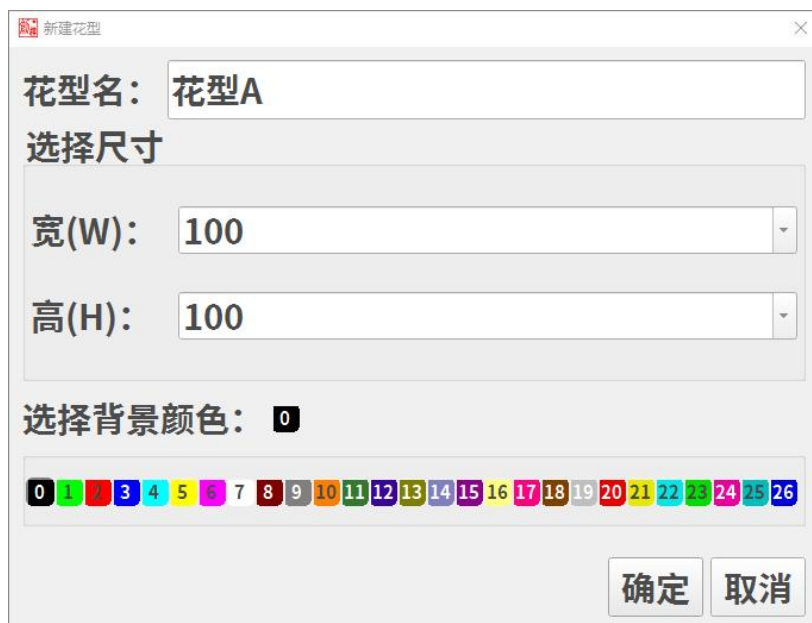 新建花型
花型名： 花型A
选择尺寸
宽(W)： 100
高(H)： 100
选择背景颜色： 0
0 1 2 3 4 5 6 7 8 9 10 11 12 13 14 15 16 17 18 19 20 21 22 23 24 25 26
确定 取消